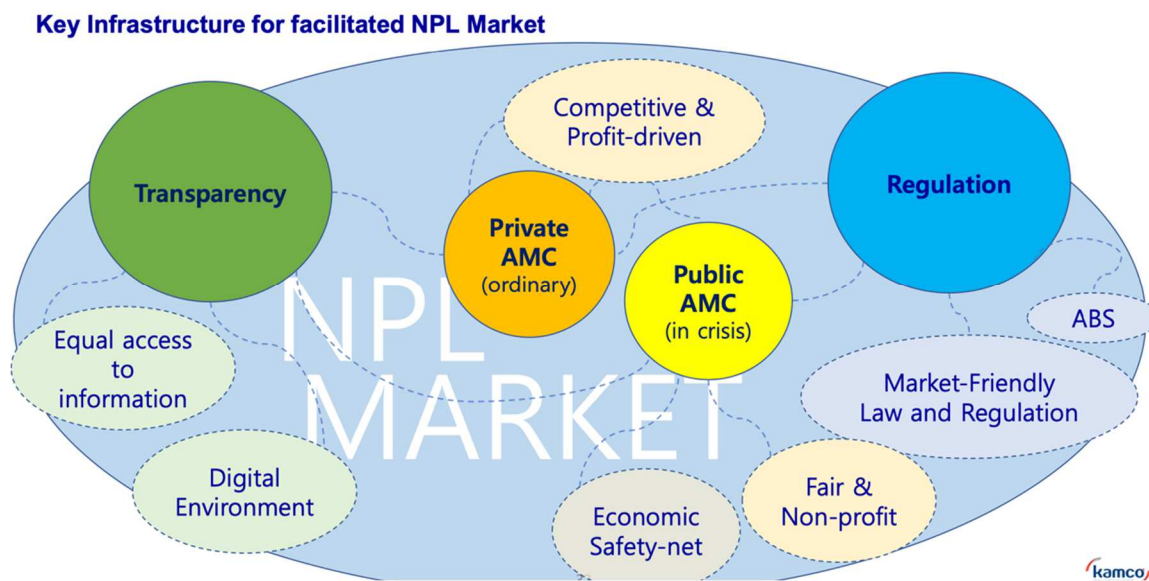 Key Infrastructure for facilitated NPL Market
Competitive &
Profit-driven
Transparency
Regulation
Private
AMC
(ordinary)
Public
AMC
(in crisis)
NPL
MARKET
ABS
Equal access
to
information
Market-Friendly
Law and Regulation
Digital
Environment
Economic
Safety-net
Fair &
Non-profit
kamco